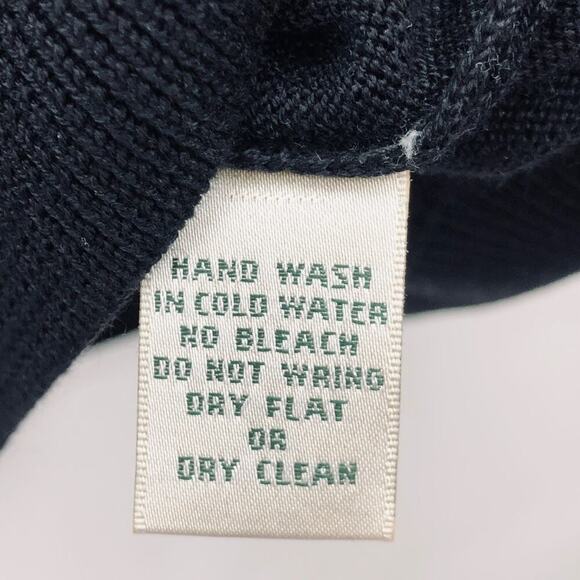 HAND WASH
IN COLD WATER
NO BLEACH
DO NOT WRING
DRY FLAT
OR
DRY CLEAN